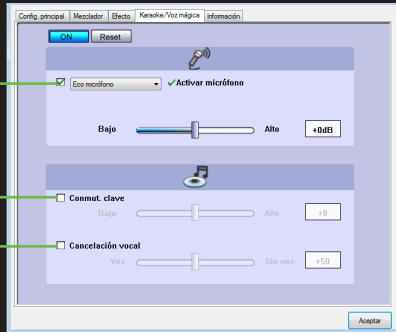 Config. principal Mezclador Efecto Karaoke/Voz mágica Información
ON Reset
Eco micrófono ✓Activar micrófono
Bajo Alto +0dB
Conmut. clave
Bajo Alto +0
Cancelación vocal
Voz Sin voz +50
Aceptar